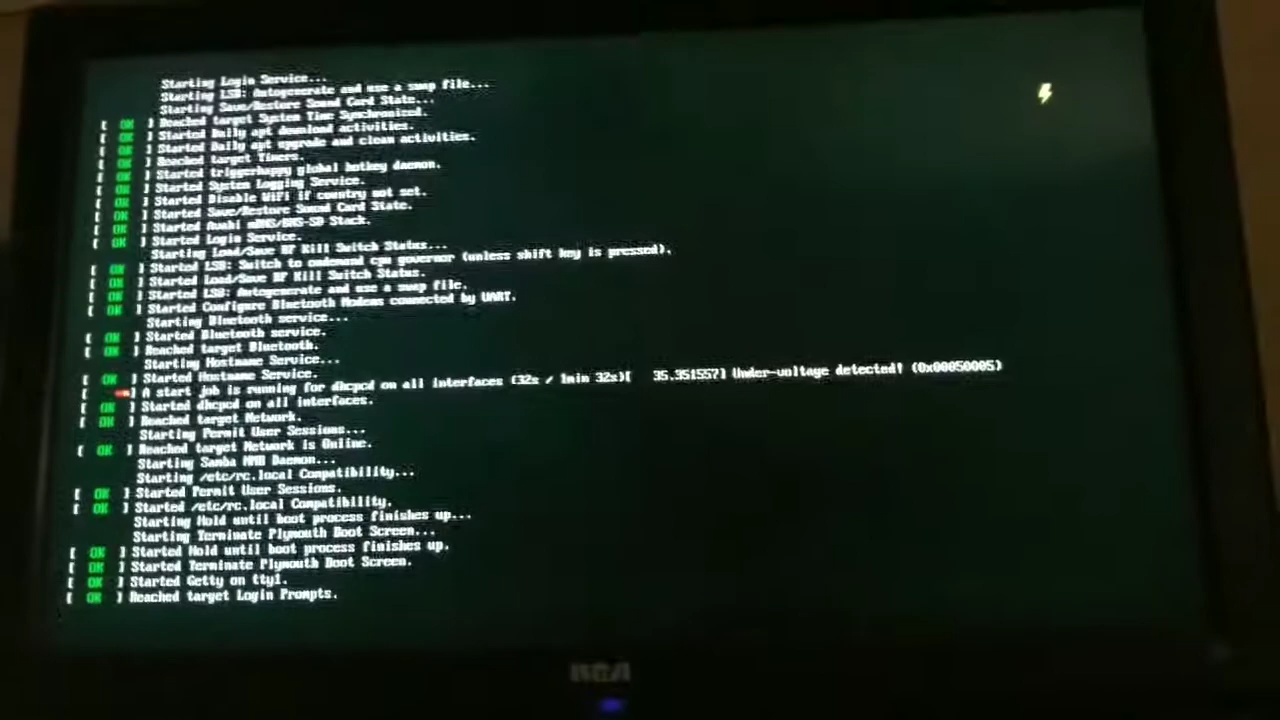 Starting Login Service...
Starting LSB: Autogenerate and use a swap file...
Starting Save/Restore Sound Card State...
[ OK ] Reached target System Time Synchronized.
[ OK ] Started Daily apt download activities.
[ OK ] Started Daily apt upgrade and clean activities.
[ OK ] Reached target Timers.
[ OK ] Started triggerhappy global hotkey daemon.
[ OK ] Started System Logging Service.
[ OK ] Started Disable WiFi if country not set.
[ OK ] Started Save/Restore Sound Card State.
[ OK ] Started Avahi mDNS/DNS-SD Stack.
[ OK ] Started Login Service.
Starting Load/Save RF Kill Switch Status...
[ OK ] Started LSB: Switch to ondemand cpu governor (unless shift key is pressed).
[ OK ] Started Load/Save RF Kill Switch Status.
[ OK ] Started LSB: Autogenerate and use a swap file.
[ OK ] Started Configure Bluetooth Modems connected by UART.
Starting Bluetooth service...
[ OK ] Started Bluetooth service.
[ OK ] Reached target Bluetooth.
Starting Hostname Service...
[ OK ] Started Hostname Service.
[ ] A start job is running for dhcpcd on all interfaces (32s / 1min 32s)[ 35.351557] Under-voltage detected! (0x00050005)
[ OK ] Started dhcpcd on all interfaces.
[ OK ] Reached target Network.
Starting Permit User Sessions...
[ OK ] Reached target Network is Online.
Starting Samba NMB Daemon...
Starting /etc/rc.local Compatibility...
[ OK ] Started Permit User Sessions.
[ OK ] Started /etc/rc.local Compatibility.
Starting Hold until boot process finishes up...
Starting Terminate Plymouth Boot Screen...
[ OK ] Started Hold until boot process finishes up.
[ OK ] Started Terminate Plymouth Boot Screen.
[ OK ] Started Getty on tty1.
[ OK ] Reached target Login Prompts.
RCA